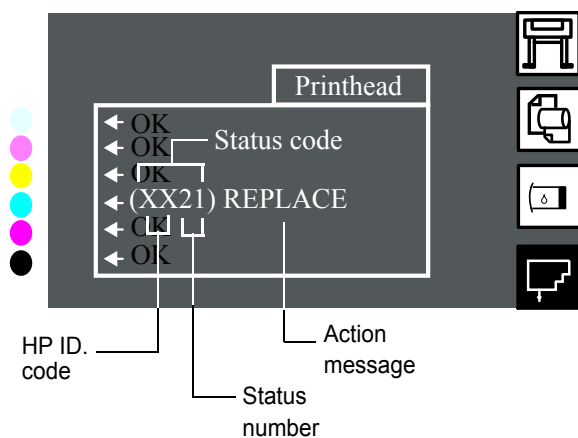 Printhead
OK
OK
Status code
OK
(XX21) REPLACE
OK
OK
HP ID.
code
Action
message
Status
number